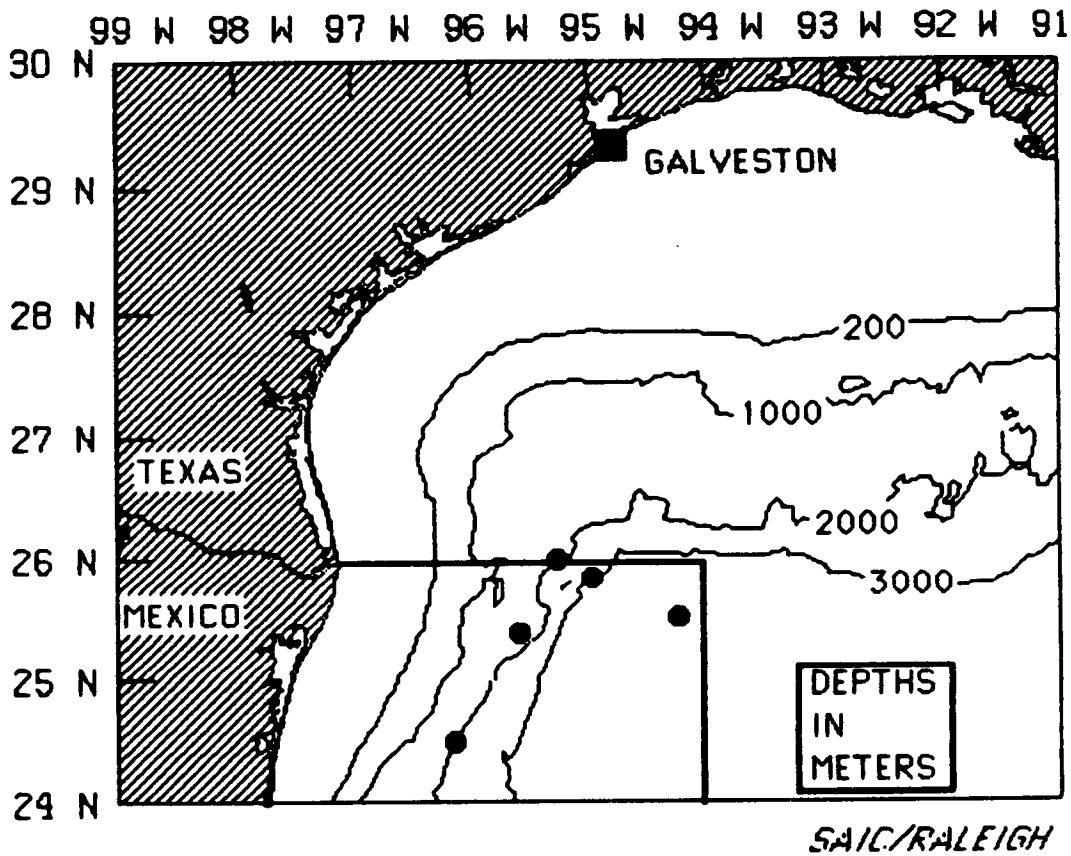 99 W 98 W 97 W 96 W 95 W 94 W 93 W 92 W 91
30 N
GALVESTON
29 N
28 N
200
1000
27 N
TEXAS
2000
26 N
3000
MEXICO
25 N
DEPTHS
IN
METERS
24 N
SAIC/RALEIGH